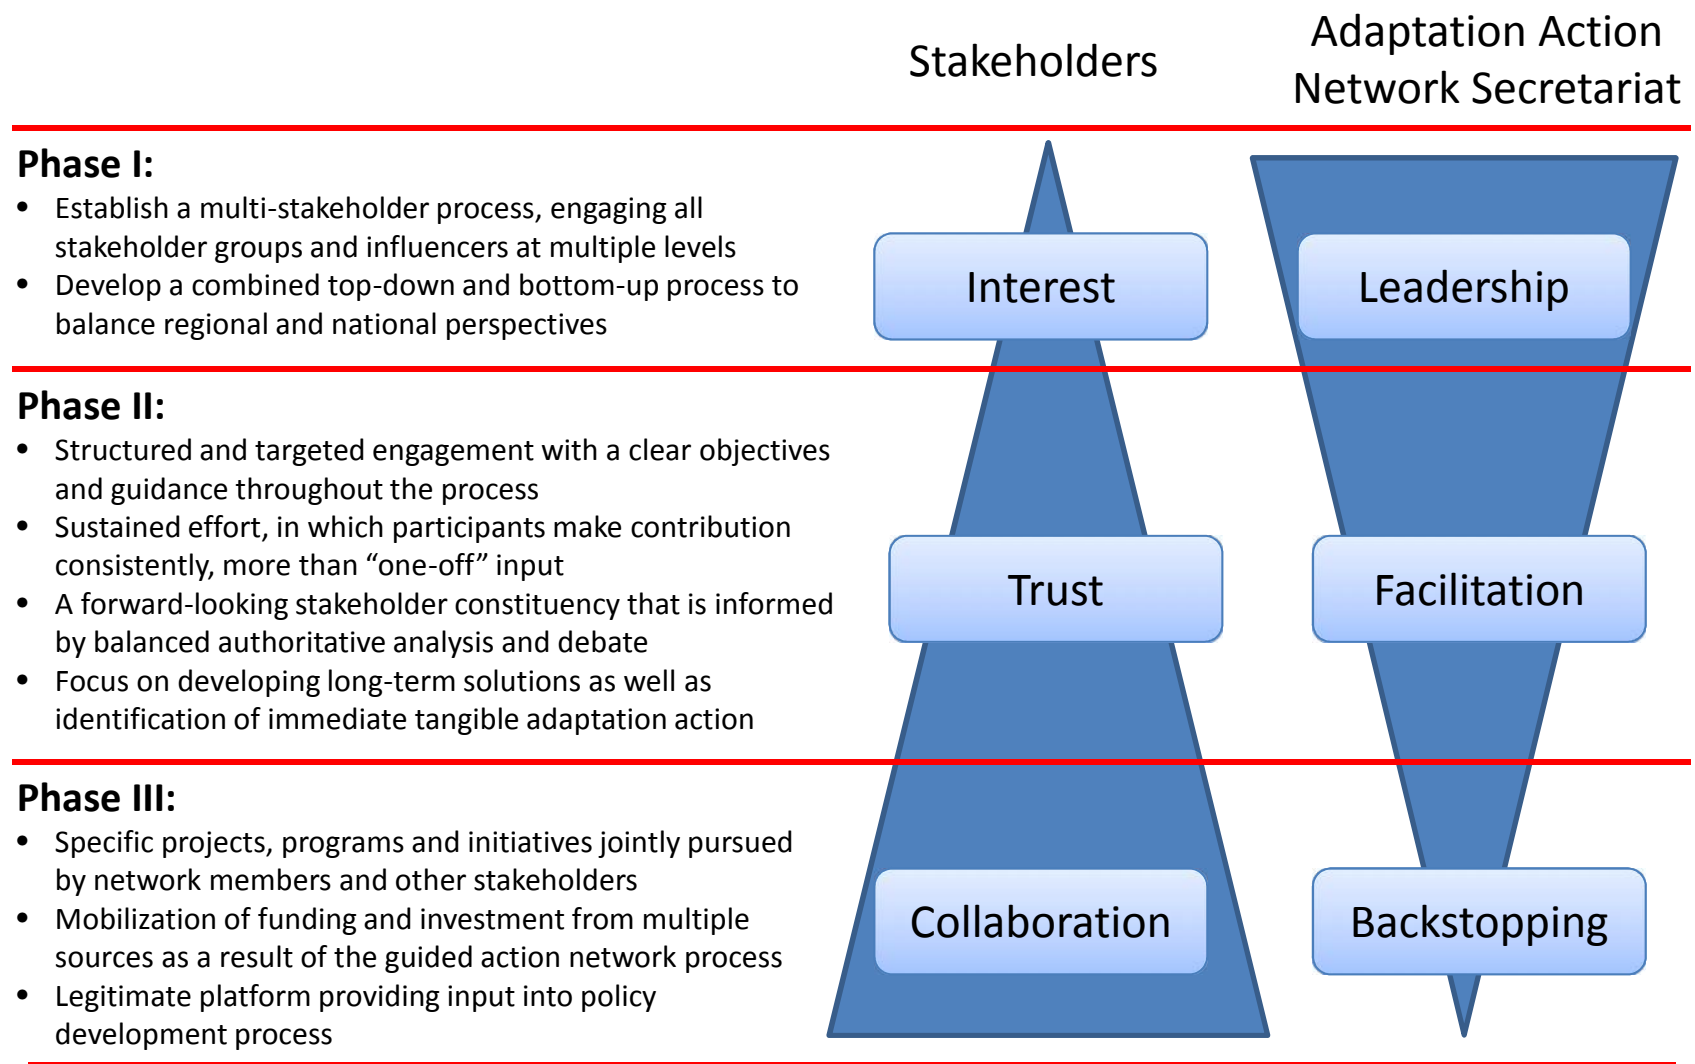 Stakeholders
Adaptation Action
Network Secretariat
Phase I:
• Establish a multi-stakeholder process, engaging all
stakeholder groups and influencers at multiple levels
• Develop a combined top-down and bottom-up process to
balance regional and national perspectives
Interest
Leadership
Phase II:
• Structured and targeted engagement with a clear objectives
and guidance throughout the process
• Sustained effort, in which participants make contribution
consistently, more than “one-off” input
• A forward-looking stakeholder constituency that is informed
by balanced authoritative analysis and debate
• Focus on developing long-term solutions as well as
identification of immediate tangible adaptation action
Trust
Facilitation
Phase III:
• Specific projects, programs and initiatives jointly pursued
by network members and other stakeholders
• Mobilization of funding and investment from multiple
sources as a result of the guided action network process
• Legitimate platform providing input into policy
development process
Collaboration
Backstopping